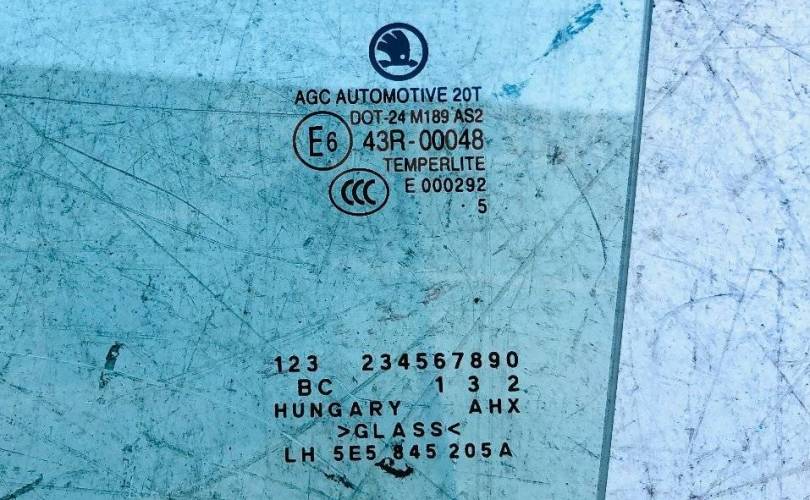 AGC AUTOMOTIVE 20T
DOT-24 M189 AS2
E6 43R-00048
TEMPERLITE
CCC E 000292
. 5
123 234567890
BC 1 3 2
HUNGARY AHX
>GLASS<
LH 5E5 845 205A